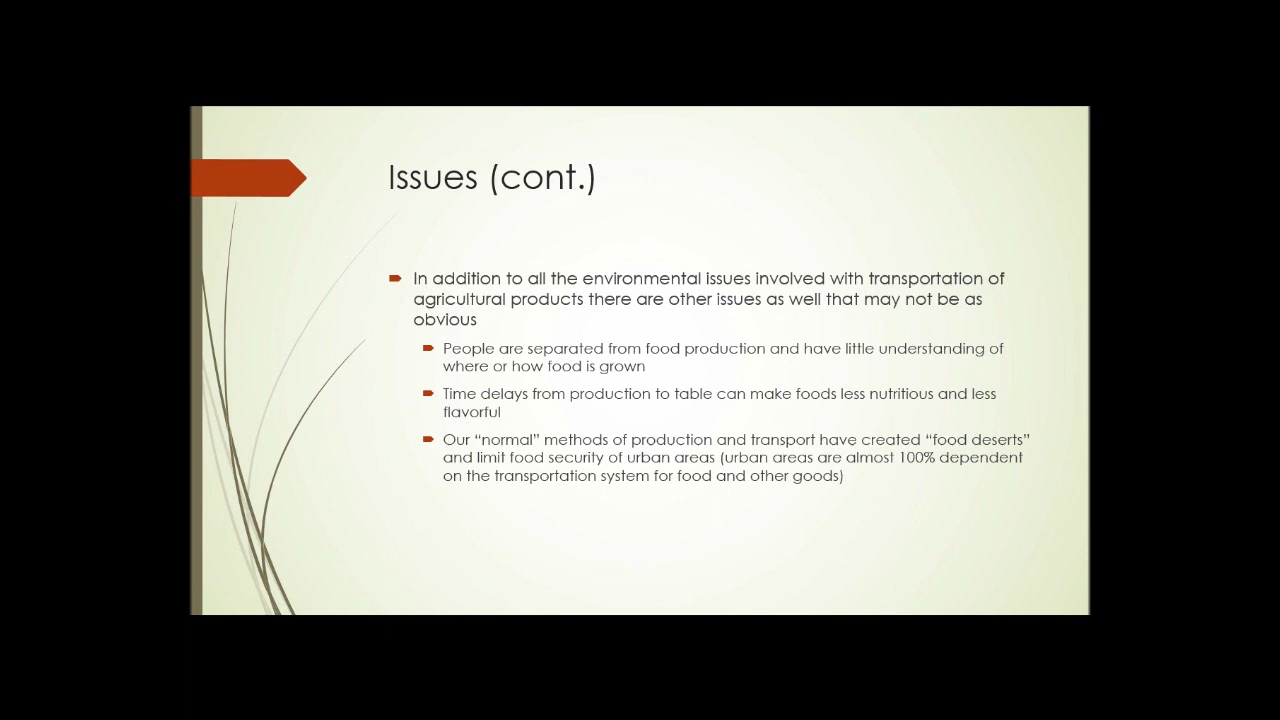 Issues (cont.)
In addition to all the environmental issues involved with transportation of
agricultural products there are other issues as well that may not be as
obvious
People are separated from food production and have little understanding of
where or how food is grown
Time delays from production to table can make foods less nutritious and less
flavorful
Our “normal” methods of production and transport have created “food deserts”
and limit food security of urban areas (urban areas are almost 100% dependent
on the transportation system for food and other goods)